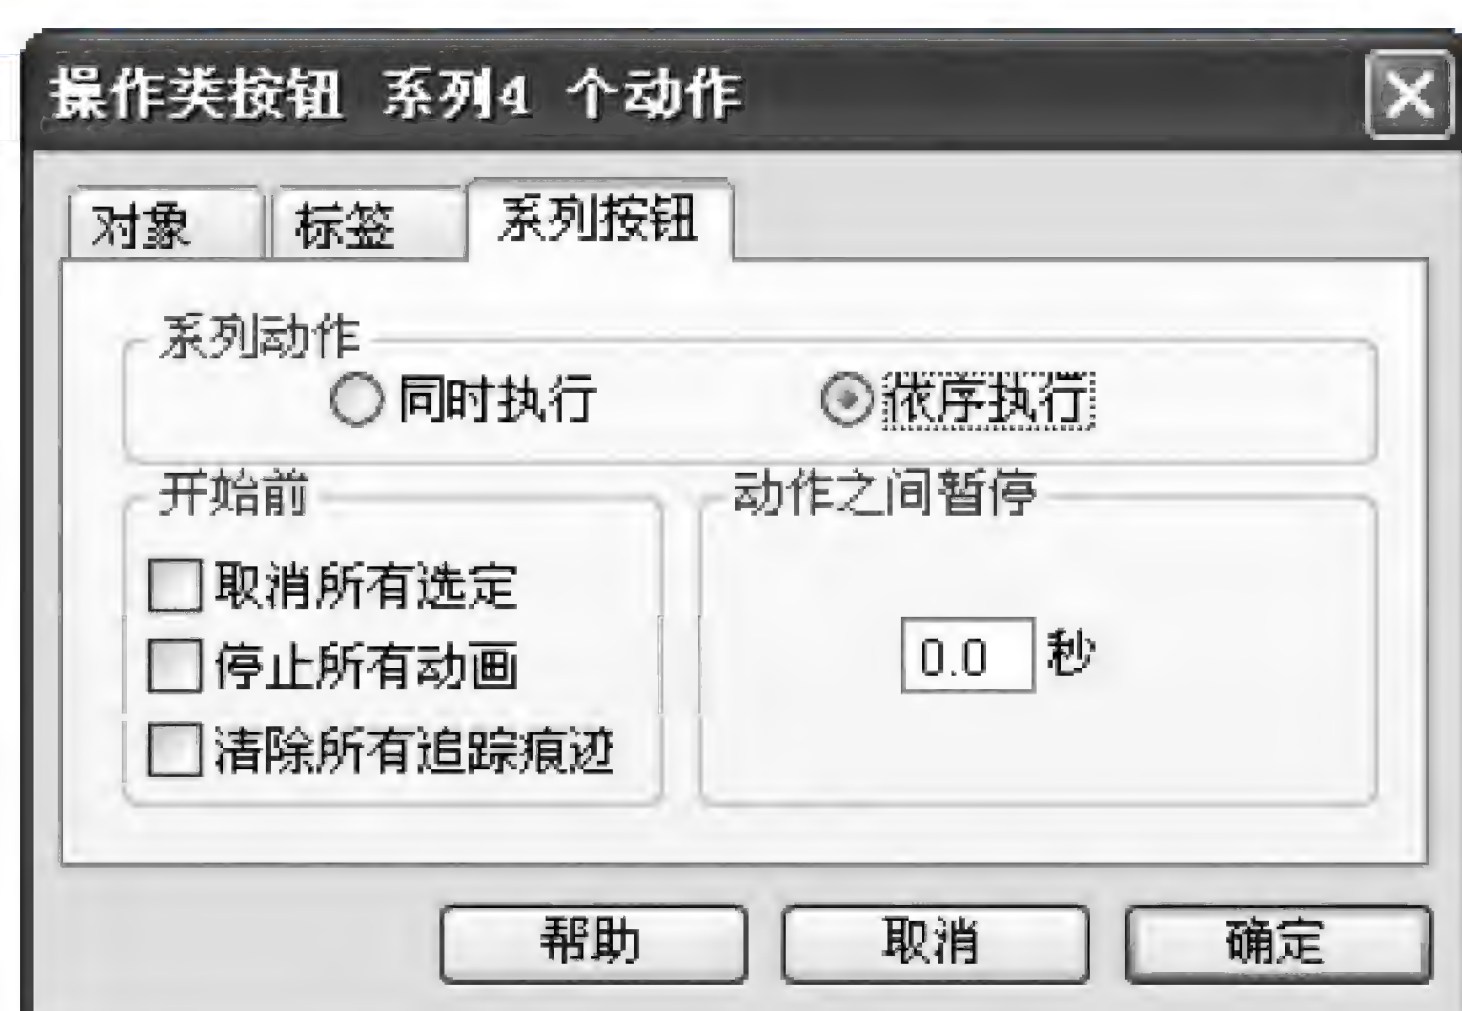 操作类按钮 系列4 个动作
对象 标签 系列按钮
系列动作
同时执行 依序执行
开始前 动作之间暂停
取消所有选定
停止所有动画
0.0 秒
清除所有追踪痕迹
帮助 取消 确定